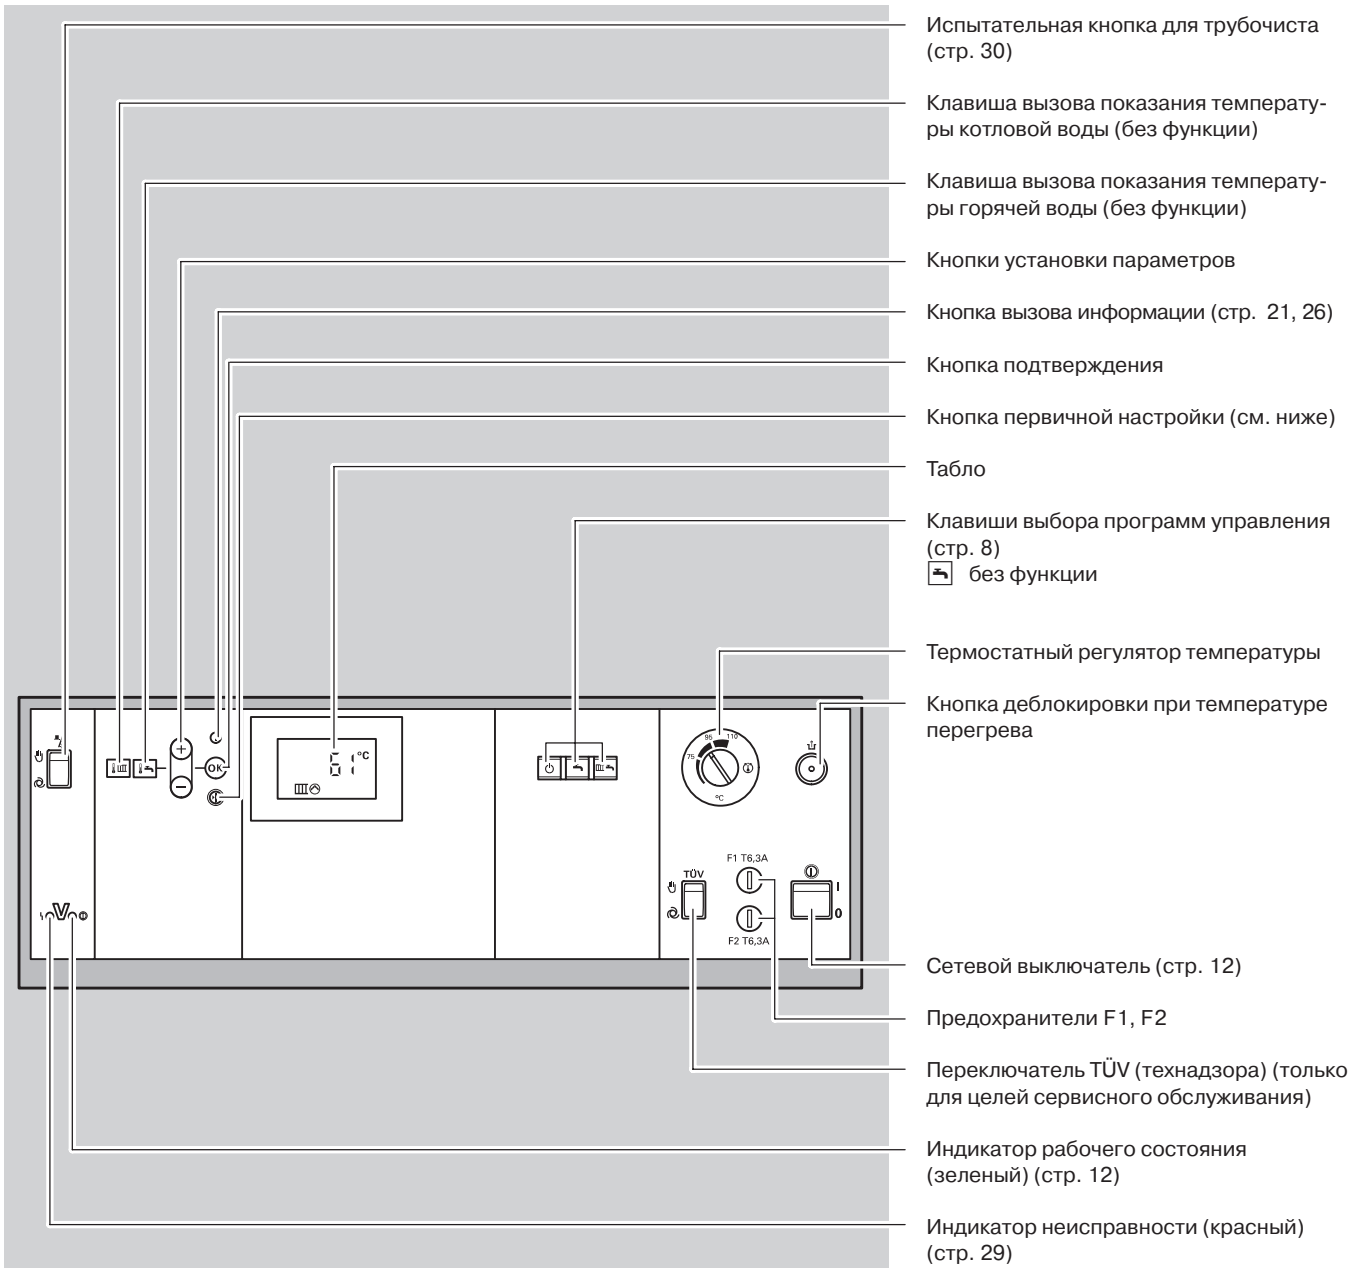 Испытательная кнопка для трубочиста
(стр. 30)
Клавиша вызова показания температу-
ры котловой воды (без функции)
Клавиша вызова показания температу-
ры горячей воды (без функции)
Кнопки установки параметров
Кнопка вызова информации (стр. 21, 26)
Кнопка подтверждения
Кнопка первичной настройки (см. ниже)
Табло
Клавиши выбора программ управления
(стр. 8)
без функции
Термостатный регулятор температуры
Кнопка деблокировки при температуре
перегрева
Сетевой выключатель (стр. 12)
Предохранители F1, F2
Переключатель TÜV (технадзора) (только
для целей сервисного обслуживания)
Индикатор рабочего состояния
(зеленый) (стр. 12)
Индикатор неисправности (красный)
(стр. 29)
+
OK
−
61 °C
75 95 110
°C
TÜV
F1 T6,3A
F2 T6,3A
I
0
V